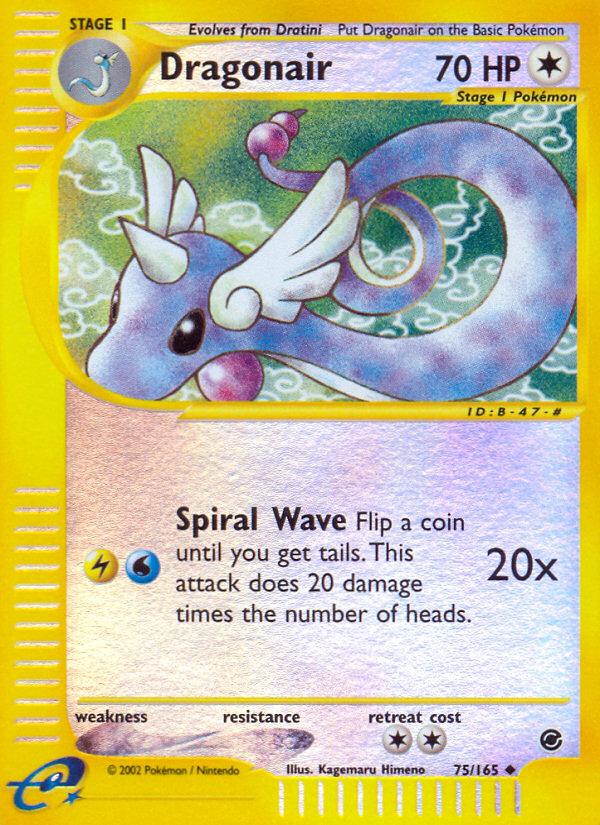 STAGE 1
Evolves from Dratini Put Dragonair on the Basic Pokémon
Dragonair 70 HP
Stage 1 Pokémon
ID:B-47-#
Spiral Wave Flip a coin
until you get tails. This
attack does 20 damage
times the number of heads.
20x
weakness resistance retreat cost
© 2002 Pokémon / Nintendo Illus. Kagemaru Himeno 75/165
e